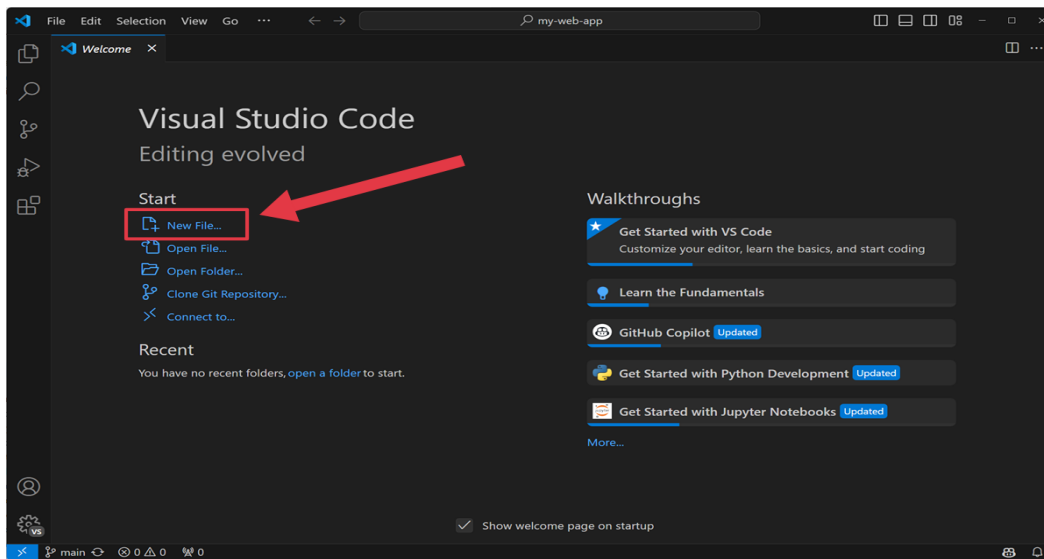 File Edit Selection View Go ... my-web-app
Welcome
Visual Studio Code
Editing evolved
Start
New File...
Open File...
Open Folder...
Clone Git Repository...
Connect to...
Recent
You have no recent folders, open a folder to start.
Walkthroughs
Get Started with VS Code
Customize your editor, learn the basics, and start coding
Learn the Fundamentals
GitHub Copilot Updated
Get Started with Python Development Updated
Get Started with Jupyter Notebooks Updated
More...
Show welcome page on startup
VS
main 0 0 0